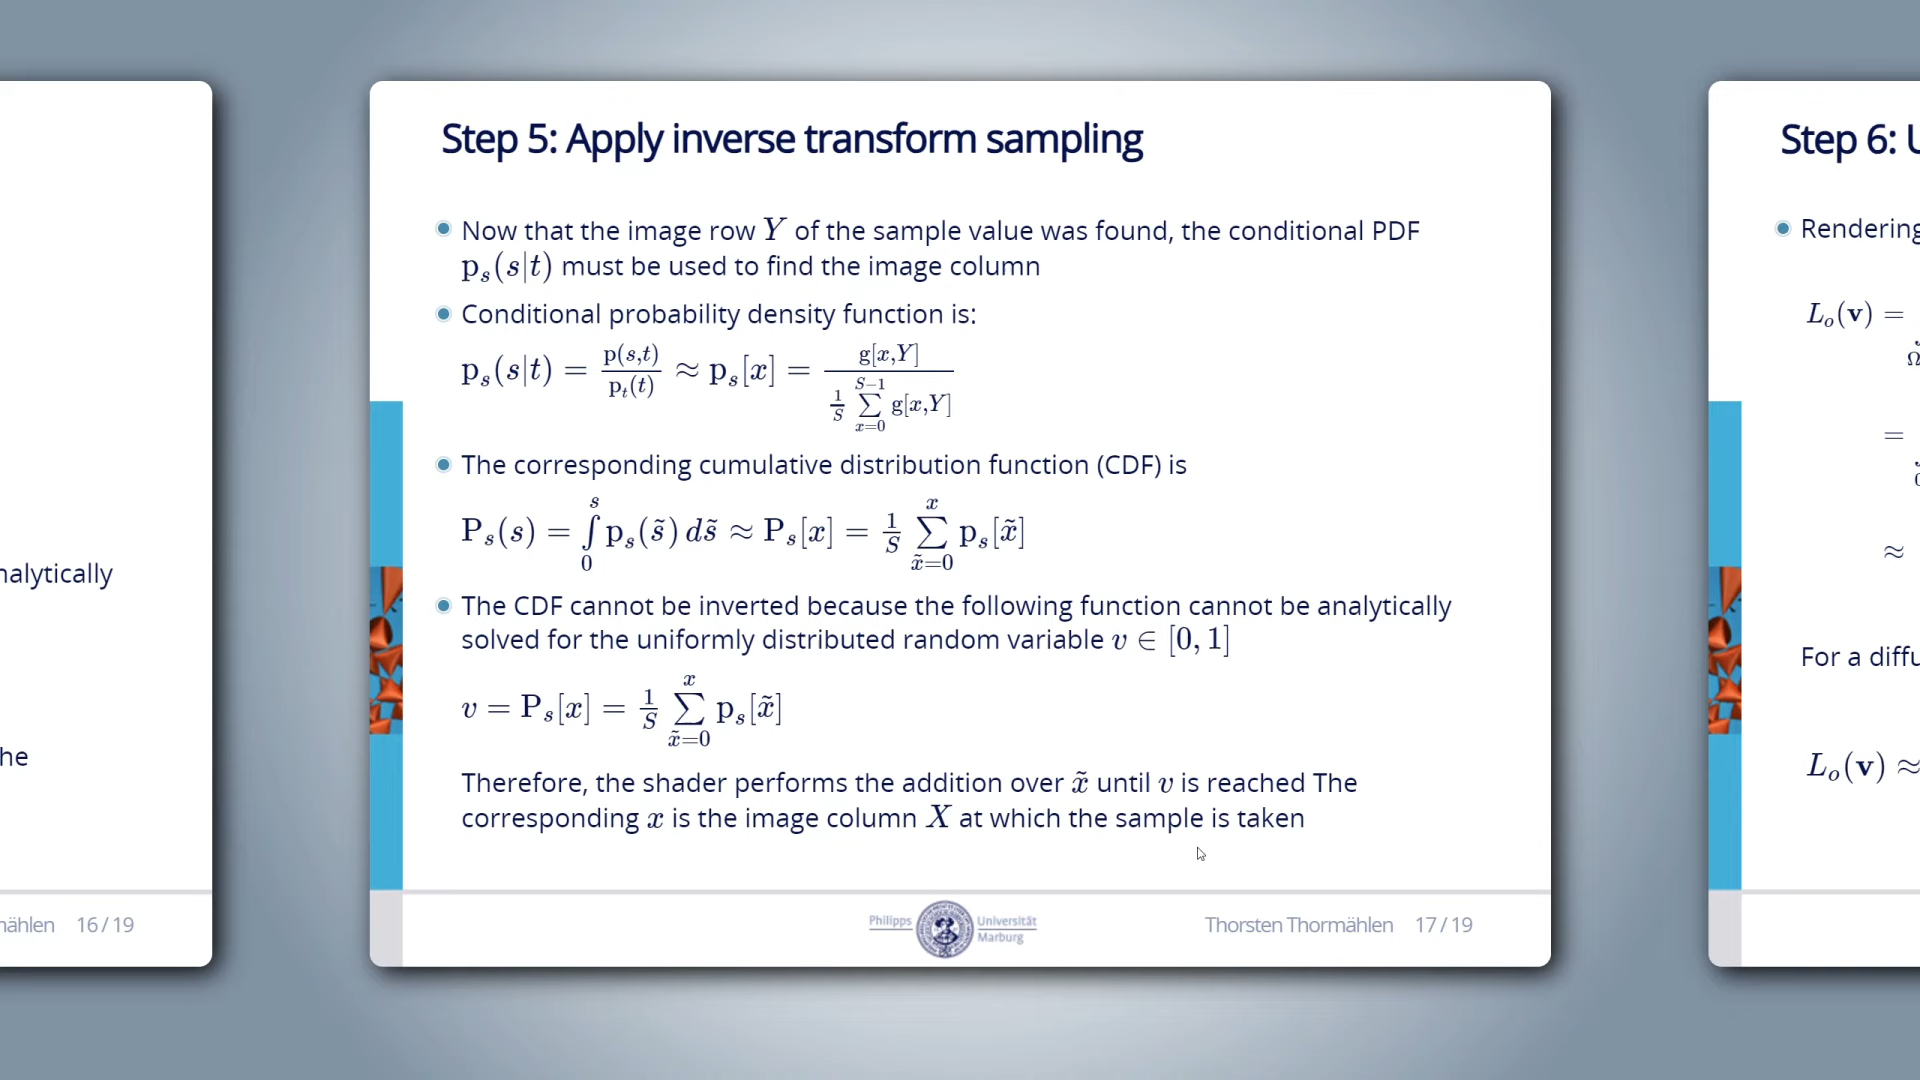 nalytically
he
mählen 16/19
Step 5: Apply inverse transform sampling
Now that the image row Y of the sample value was found, the conditional PDF
p_s(s|t) must be used to find the image column
Conditional probability density function is:
p_s(s|t) = p(s,t)/p_t(t) ≈ p_s[x] = g[x,Y] / (1/S ∑_{x=0}^{S−1} g[x,Y])
The corresponding cumulative distribution function (CDF) is
P_s(s) = ∫_0^s p_s(s̃) ds̃ ≈ P_s[x] = 1/S ∑_{x̃=0}^{x} p_s[x̃]
The CDF cannot be inverted because the following function cannot be analytically
solved for the uniformly distributed random variable v ∈ [0, 1]
v = P_s[x] = 1/S ∑_{x̃=0}^{x} p_s[x̃]
Therefore, the shader performs the addition over x̃ until v is reached The
corresponding x is the image column X at which the sample is taken
Philipps Universität
Marburg
Thorsten Thormählen 17/19
Step 6: U
Rendering
L_o(v) =
Ω
=
0
≈
For a diffu
L_o(v) ≈